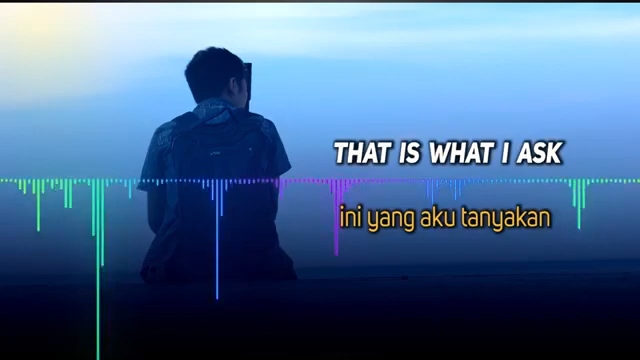 THAT IS WHAT I ASK
ini yang aku tanyakan